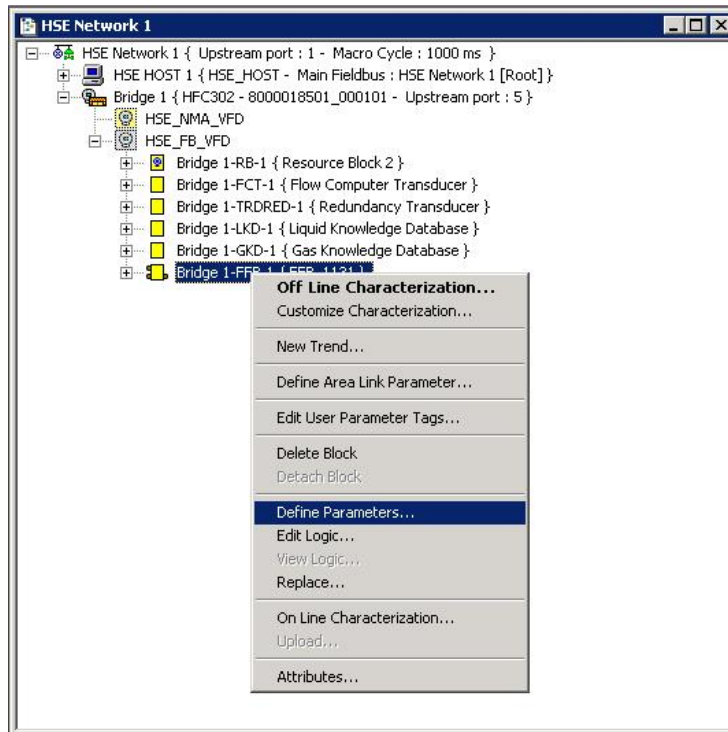 HSE Network 1
HSE Network 1 { Upstream port : 1 - Macro Cycle : 1000 ms }
HSE HOST 1 { HSE_HOST - Main Fieldbus : HSE Network 1 [Root] }
Bridge 1 { HFC302 - 8000018501_000101 - Upstream port : 5 }
HSE_NMA_VFD
HSE_FB_VFD
Bridge 1-RB-1 { Resource Block 2 }
Bridge 1-FCT-1 { Flow Computer Transducer }
Bridge 1-TRDRED-1 { Redundancy Transducer }
Bridge 1-LKD-1 { Liquid Knowledge Database }
Bridge 1-GKD-1 { Gas Knowledge Database }
Bridge 1-FFB-1 { FFB_1131 }
Off Line Characterization...
Customize Characterization...
New Trend...
Define Area Link Parameter...
Edit User Parameter Tags...
Delete Block
Detach Block
Define Parameters...
Edit Logic...
View Logic...
Replace...
On Line Characterization...
Upload...
Attributes...